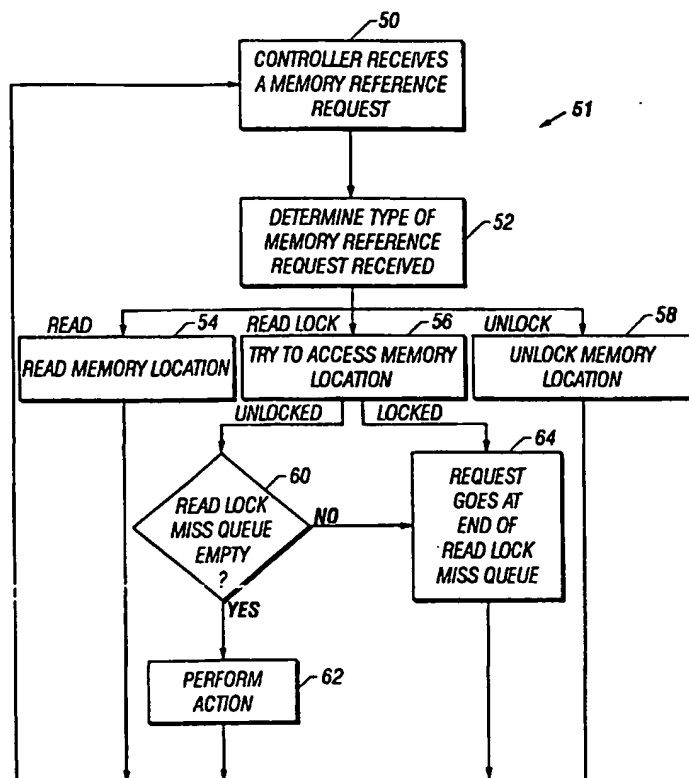 50
CONTROLLER RECEIVES
A MEMORY REFERENCE
REQUEST
51
52
DETERMINE TYPE OF
MEMORY REFERENCE
REQUEST RECEIVED
READ
54
READ LOCK
56
UNLOCK
58
READ MEMORY LOCATION
TRY TO ACCESS MEMORY
LOCATION
UNLOCK MEMORY
LOCATION
UNLOCKED
LOCKED
60
64
READ LOCK
MISS QUEUE
EMPTY
?
NO
YES
REQUEST
GOES AT
END OF
READ LOCK
MISS QUEUE
PERFORM
ACTION
62